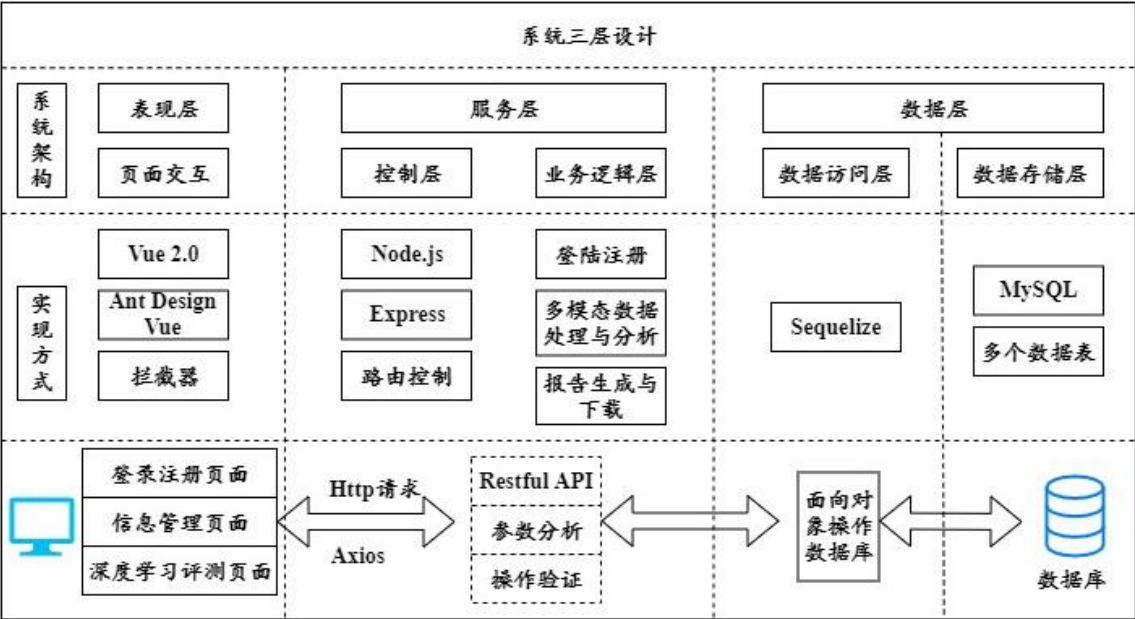 系统三层设计
系统架构
表现层
服务层
数据层
页面交互
控制层
业务逻辑层
数据访问层
数据存储层
实现方式
Vue 2.0
Ant Design
Vue
拦截器
Node.js
Express
路由控制
登陆注册
多模态数据
处理与分析
报告生成与
下载
Sequelize
MySQL
多个数据表
登录注册页面
信息管理页面
深度学习评测页面
Http请求
Axios
Restful API
参数分析
操作验证
面向对
象操作
数据库
数据库